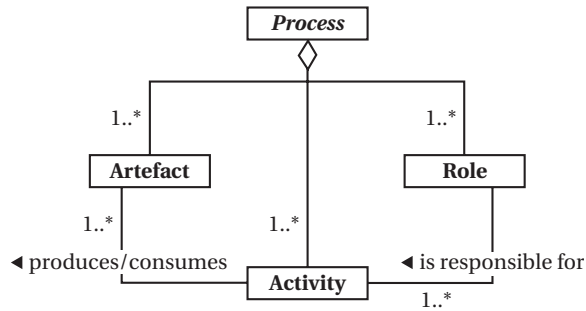 Process
1..*
1..*
Artefact
Role
1..*
1..*
◄ produces/consumes
◄ is responsible for
Activity
1..*